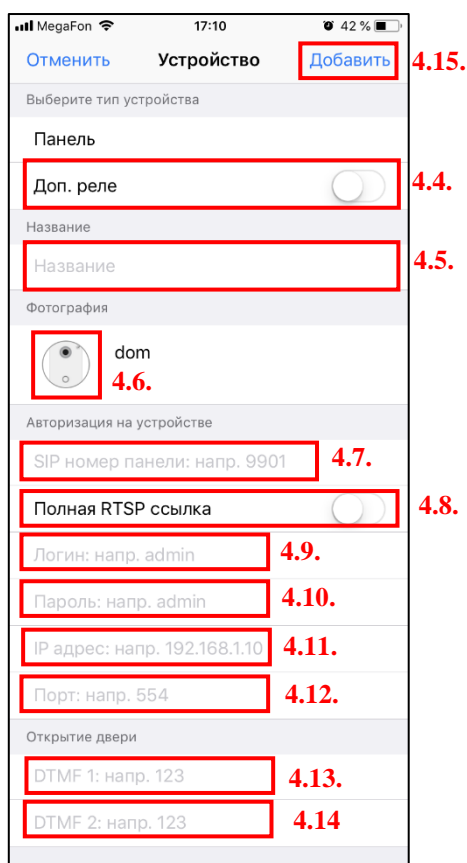 MegaFon 17:10 42 %
Отменить Устройство Добавить 4.15.
Выберите тип устройства
Панель
Доп. реле 4.4.
Название
Название 4.5.
Фотография
dom
4.6.
Авторизация на устройстве
SIP номер панели: напр. 9901 4.7.
Полная RTSP ссылка 4.8.
Логин: напр. admin 4.9.
Пароль: напр. admin 4.10.
IP адрес: напр. 192.168.1.10 4.11.
Порт: напр. 554 4.12.
Открытие двери
DTMF 1: напр. 123 4.13.
DTMF 2: напр. 123 4.14